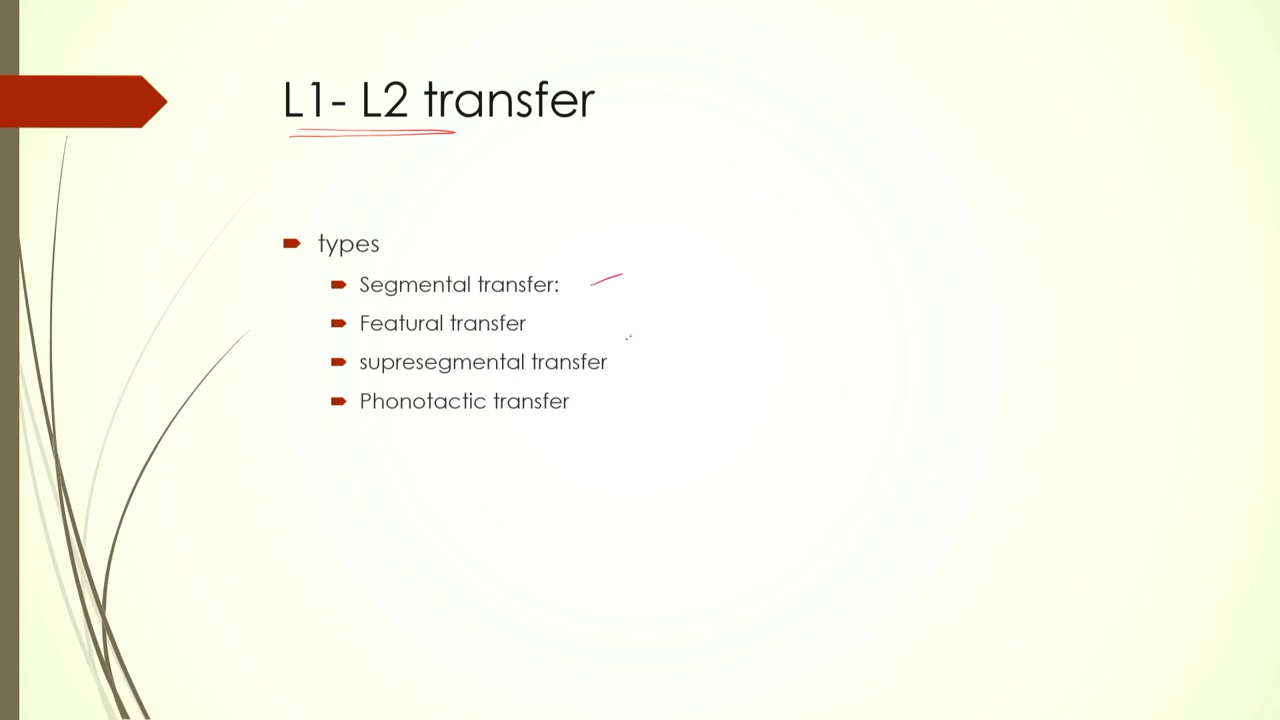 L1- L2 transfer
types
Segmental transfer:
Featural transfer
supresegmental transfer
Phonotactic transfer